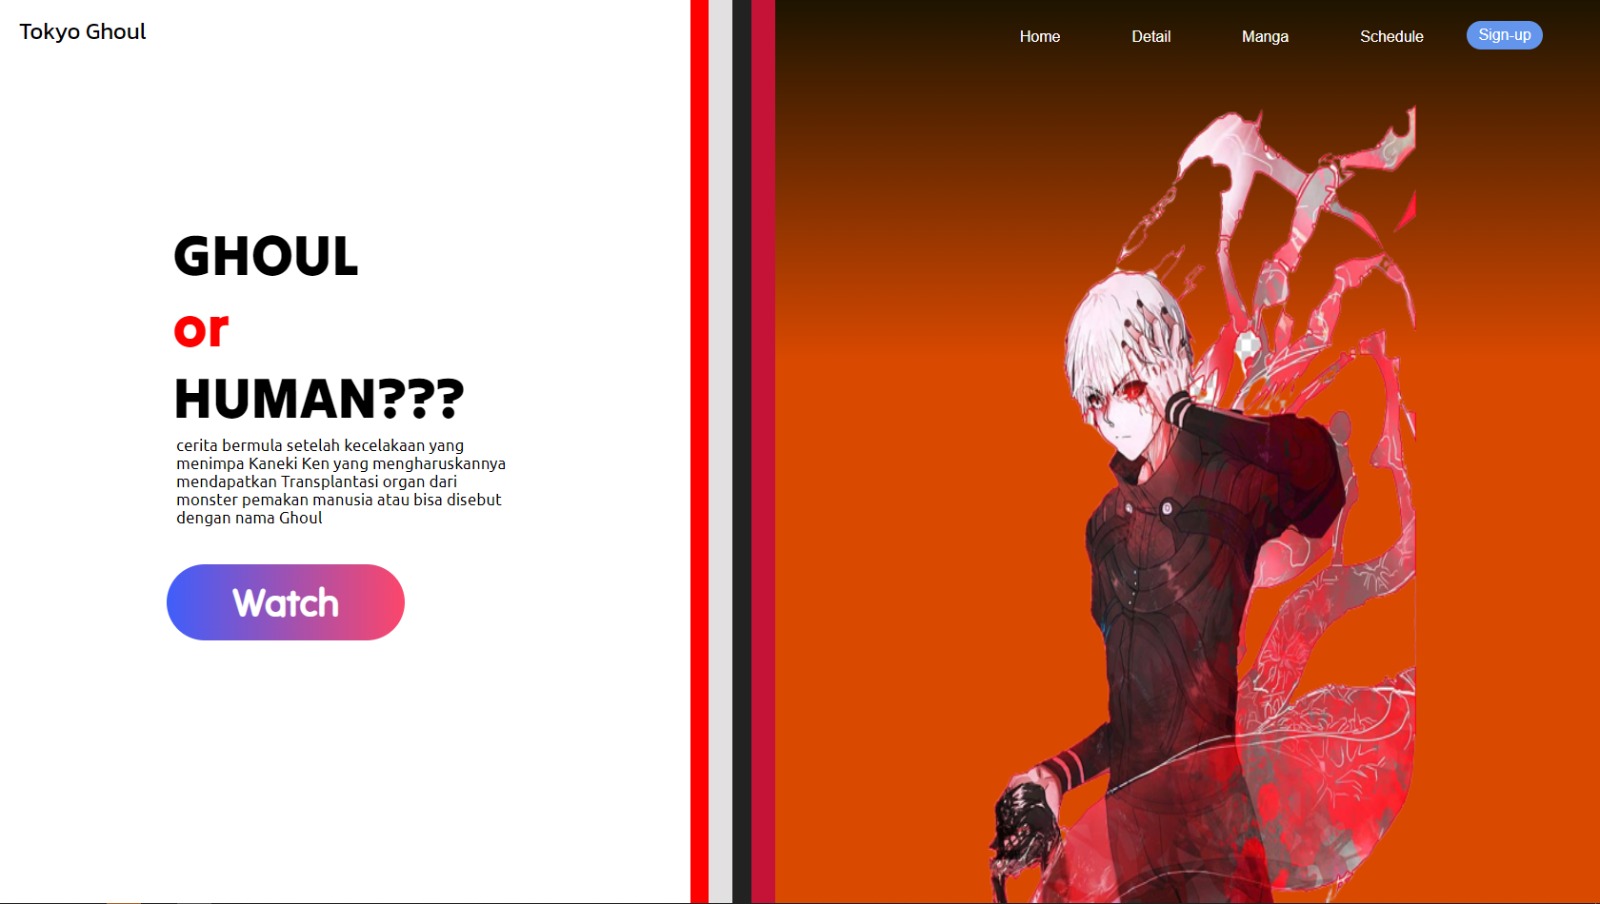 Tokyo Ghoul
Home
Detail
Manga
Schedule
Sign-up
GHOUL
or
HUMAN???
cerita bermula setelah kecelakaan yang
menimpa Kaneki Ken yang mengharuskannya
mendapatkan Transplantasi organ dari
monster pemakan manusia atau bisa disebut
dengan nama Ghoul
Watch